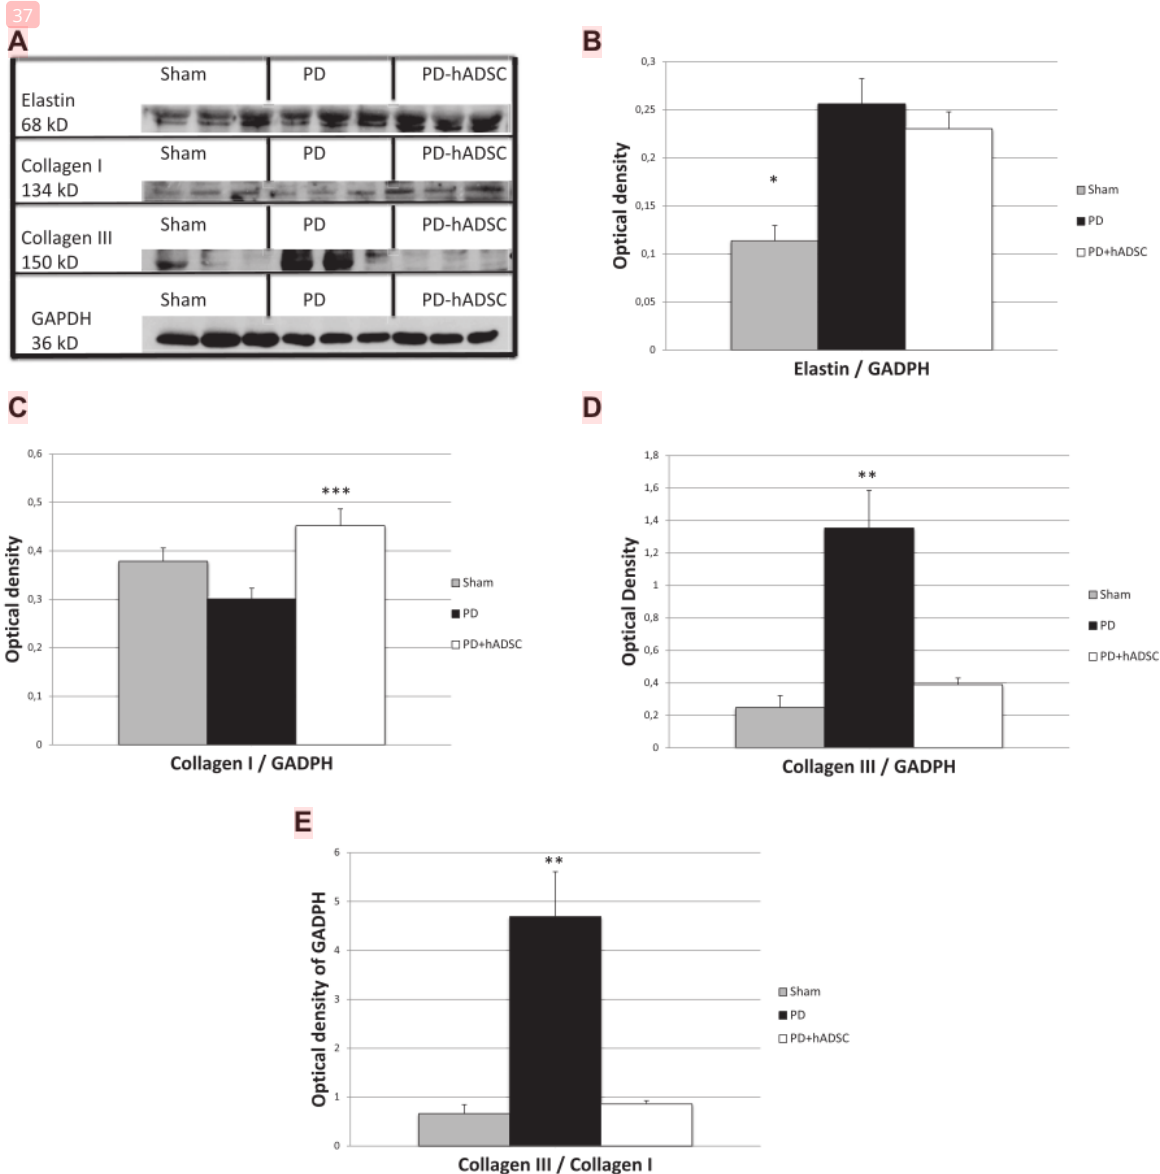 37
A
Sham PD PD-hADSC
Elastin
68 kD
Sham PD PD-hADSC
Collagen I
134 kD
Sham PD PD-hADSC
Collagen III
150 kD
Sham PD PD-hADSC
GAPDH
36 kD
B
0,3
0,25
0,2
0,15
0,1
0,05
0
Optical density
*
Sham
PD
PD+hADSC
Elastin / GADPH
C
0,6
0,5
0,4
0,3
0,2
0,1
0
Optical density
***
Sham
PD
PD+hADSC
Collagen I / GADPH
D
1,8
1,6
1,4
1,2
1
0,8
0,6
0,4
0,2
0
Optical Density
**
Sham
PD
PD+hADSC
Collagen III / GADPH
E
6
5
4
3
2
1
0
Optical density of GADPH
**
Sham
PD
PD+hADSC
Collagen III / Collagen I